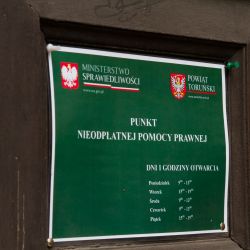 MINISTERSTWO
SPRAWIEDLIWOŚCI
POWIAT
TORUŃSKI
PUNKT
NIEODPŁATNEJ POMOCY PRAWNEJ
DNI I GODZINY OTWARCIA
Poniedziałek
Wtorek
Środa
Czwartek
Piątek